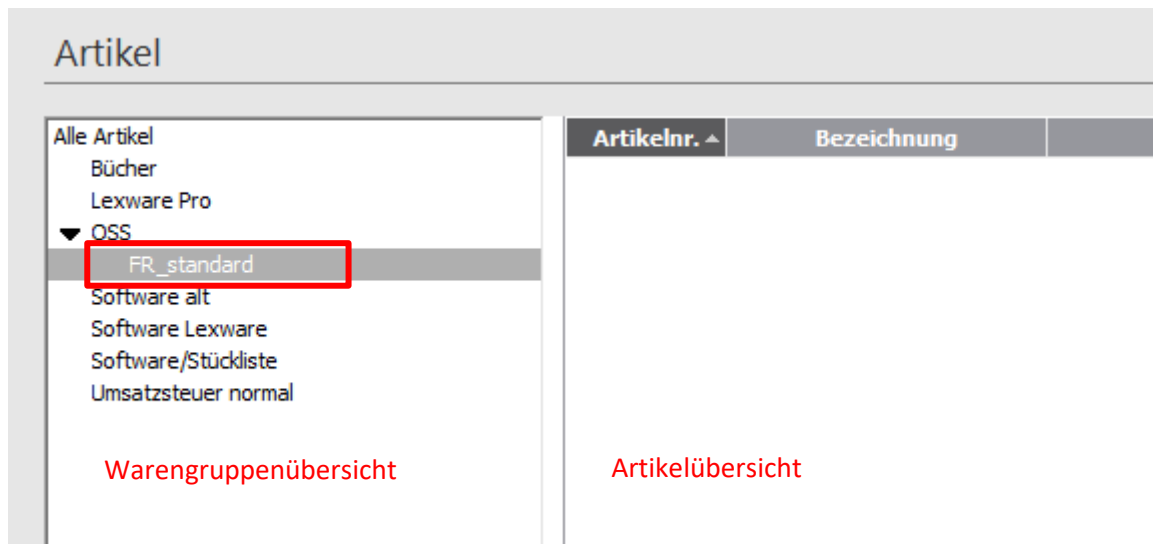 Artikel
Alle Artikel
Bücher
Lexware Pro
OSS
FR_standard
Software alt
Software Lexware
Software/Stückliste
Umsatzsteuer normal
Warengruppenübersicht
Artikelnr. Bezeichnung
Artikelübersicht